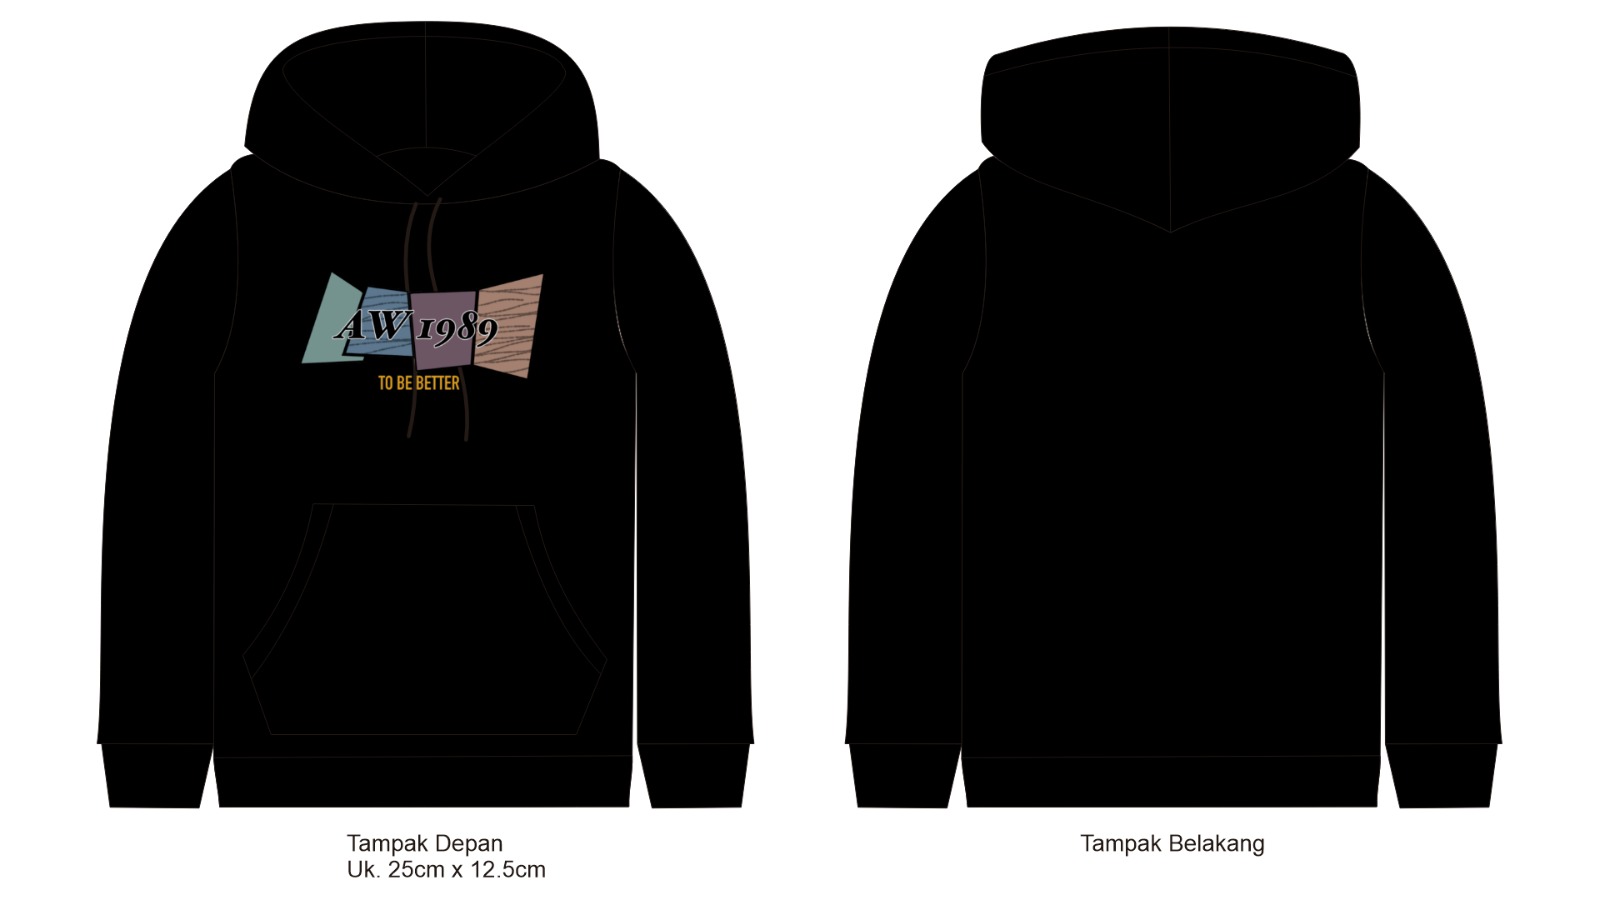 AW 1989
TO BE BETTER
Tampak Depan
Uk. 25cm x 12.5cm
Tampak Belakang